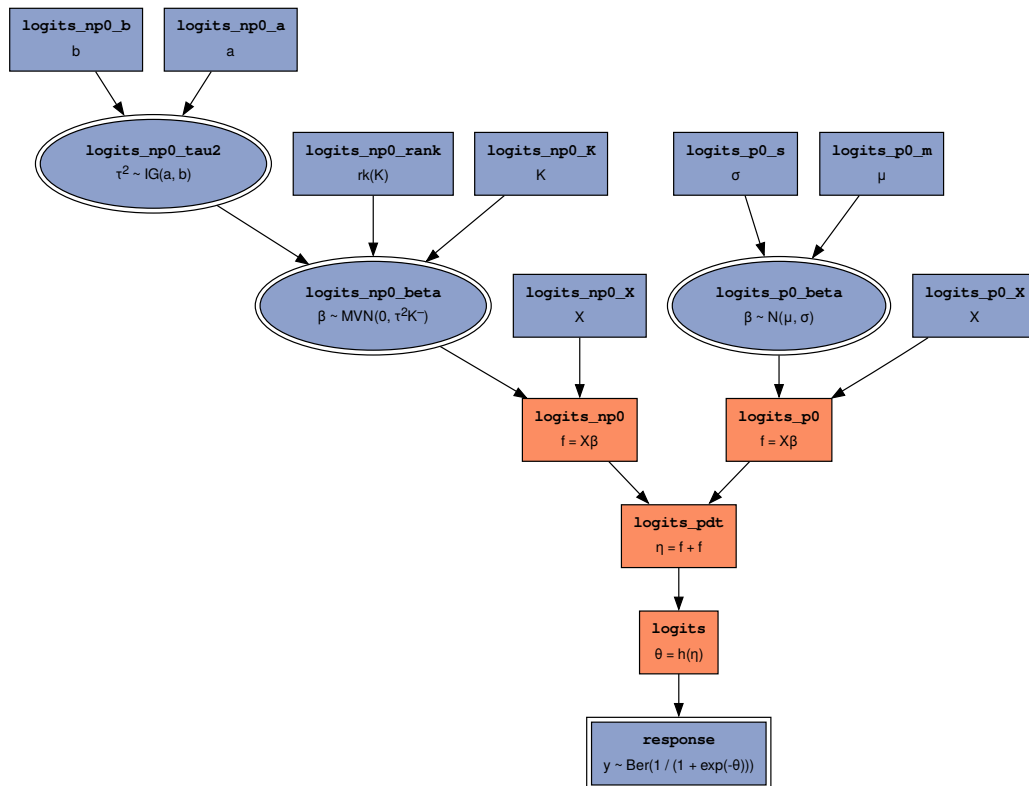 logits_np0_b
b
logits_np0_a
a
logits_np0_tau2
τ² ~ IG(a, b)
logits_np0_rank
rk(K)
logits_np0_K
K
logits_p0_s
σ
logits_p0_m
μ
logits_np0_beta
β ~ MVN(0, τ²K⁻)
logits_np0_X
X
logits_p0_beta
β ~ N(μ, σ)
logits_p0_X
X
logits_np0
f = Xβ
logits_p0
f = Xβ
logits_pdt
η = f + f
logits
θ = h(η)
response
y ~ Ber(1 / (1 + exp(-θ)))